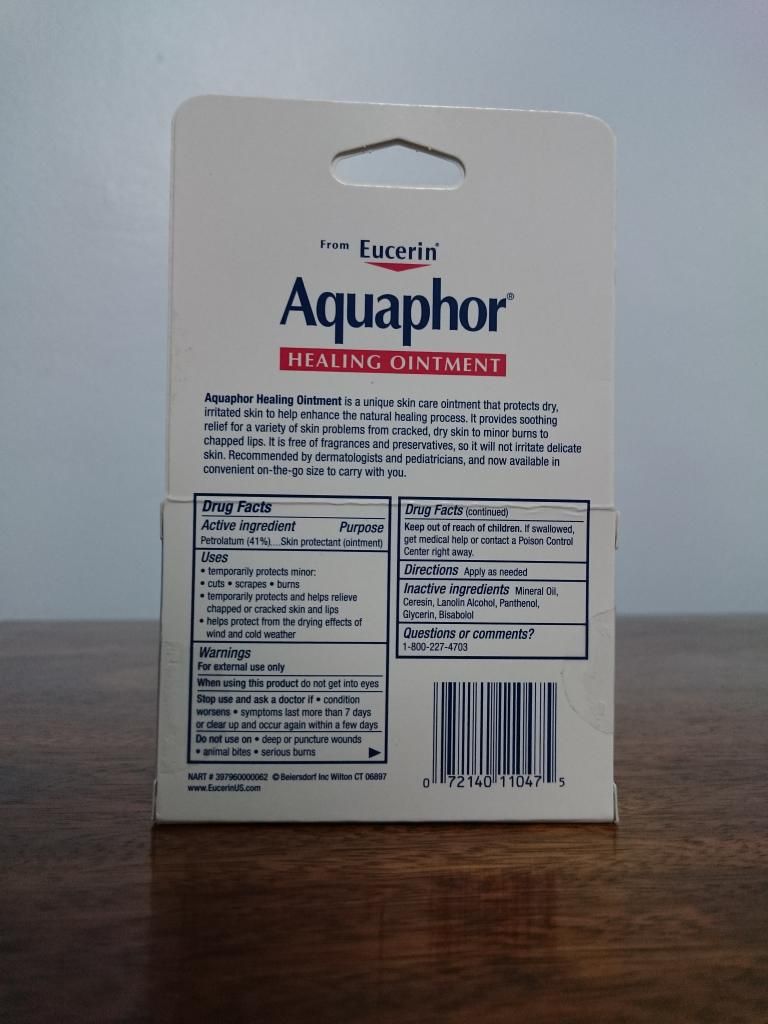 From Eucerin®
Aquaphor®
HEALING OINTMENT
Aquaphor Healing Ointment is a unique skin care ointment that protects dry,
irritated skin to help enhance the natural healing process. It provides soothing
relief for a variety of skin problems from cracked, dry skin to minor burns to
chapped lips. It is free of fragrances and preservatives, so it will not irritate delicate
skin. Recommended by dermatologists and pediatricians, and now available in
convenient on-the-go size to carry with you.
Drug Facts
Active ingredient Purpose
Petrolatum (41%)....Skin protectant (ointment)
Uses
• temporarily protects minor:
• cuts • scrapes • burns
• temporarily protects and helps relieve
chapped or cracked skin and lips
• helps protect from the drying effects of
wind and cold weather
Warnings
For external use only
When using this product do not get into eyes
Stop use and ask a doctor if • condition
worsens • symptoms last more than 7 days
or clear up and occur again within a few days
Do not use on • deep or puncture wounds
• animal bites • serious burns
Drug Facts (continued)
Keep out of reach of children. If swallowed,
get medical help or contact a Poison Control
Center right away.
Directions Apply as needed
Inactive ingredients Mineral Oil,
Ceresin, Lanolin Alcohol, Panthenol,
Glycerin, Bisabolol
Questions or comments?
1-800-227-4703
NART # 397960000062 © Beiersdorf Inc Wilton CT 06897
www.EucerinUS.com
0 72140 11047 5